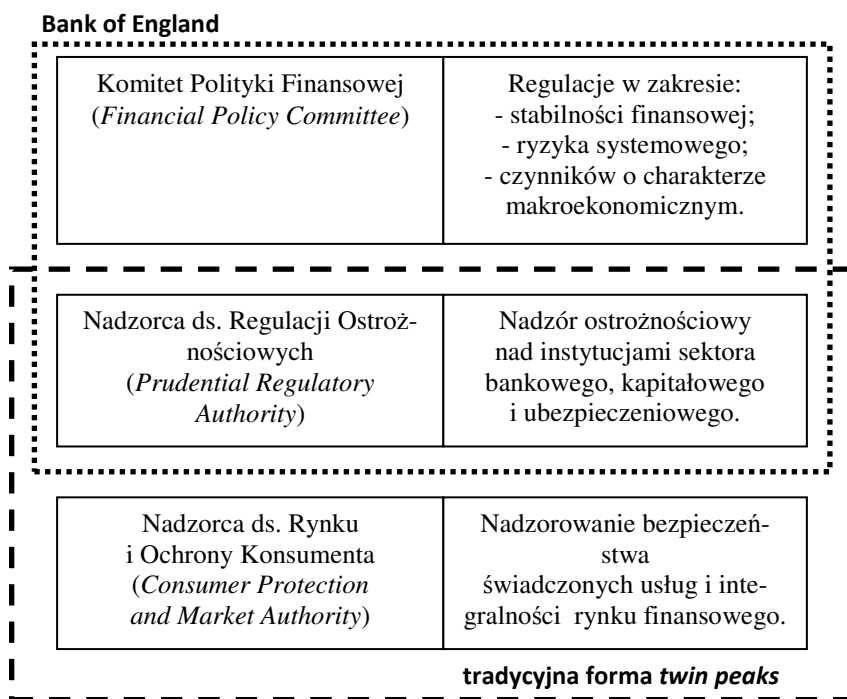 Bank of England
Komitet Polityki Finansowej
(Financial Policy Committee)
Regulacje w zakresie:
- stabilności finansowej;
- ryzyka systemowego;
- czynników o charakterze
makroekonomicznym.
Nadzorca ds. Regulacji Ostroż-
nościowych
(Prudential Regulatory
Authority)
Nadzór ostrożnościowy
nad instytucjami sektora
bankowego, kapitałowego
i ubezpieczeniowego.
Nadzorca ds. Rynku
i Ochrony Konsumenta
(Consumer Protection
and Market Authority)
Nadzorowanie bezpieczeń-
stwa
świadczonych usług i inte-
gralności rynku finansowego.
tradycyjna forma twin peaks